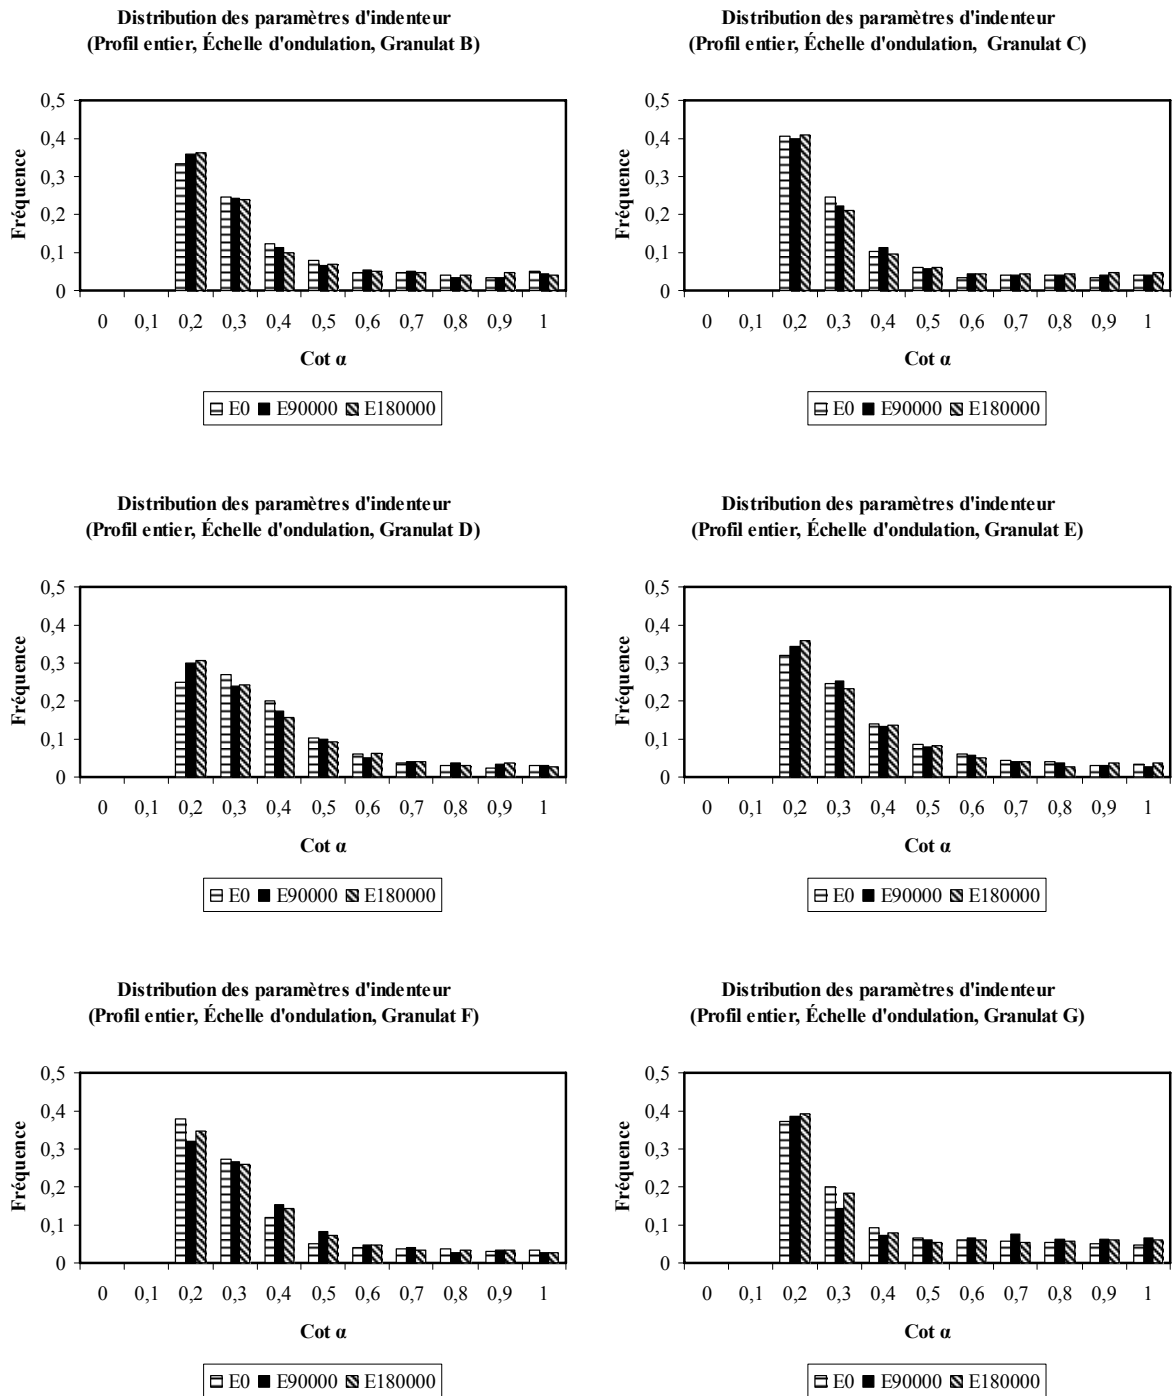 Distribution des paramètres d'indenteur
(Profil entier, Échelle d'ondulation, Granulat B)
0,5
0,4
0,3
0,2
0,1
0
Fréquence
0 0,1 0,2 0,3 0,4 0,5 0,6 0,7 0,8 0,9 1
Cot α
E0 E90000 E180000
Distribution des paramètres d'indenteur
(Profil entier, Échelle d'ondulation, Granulat C)
0,5
0,4
0,3
0,2
0,1
0
Fréquence
0 0,1 0,2 0,3 0,4 0,5 0,6 0,7 0,8 0,9 1
Cot α
E0 E90000 E180000
Distribution des paramètres d'indenteur
(Profil entier, Échelle d'ondulation, Granulat D)
0,5
0,4
0,3
0,2
0,1
0
Fréquence
0 0,1 0,2 0,3 0,4 0,5 0,6 0,7 0,8 0,9 1
Cot α
E0 E90000 E180000
Distribution des paramètres d'indenteur
(Profil entier, Échelle d'ondulation, Granulat E)
0,5
0,4
0,3
0,2
0,1
0
Fréquence
0 0,1 0,2 0,3 0,4 0,5 0,6 0,7 0,8 0,9 1
Cot α
E0 E90000 E180000
Distribution des paramètres d'indenteur
(Profil entier, Échelle d'ondulation, Granulat F)
0,5
0,4
0,3
0,2
0,1
0
Fréquence
0 0,1 0,2 0,3 0,4 0,5 0,6 0,7 0,8 0,9 1
Cot α
E0 E90000 E180000
Distribution des paramètres d'indenteur
(Profil entier, Échelle d'ondulation, Granulat G)
0,5
0,4
0,3
0,2
0,1
0
Fréquence
0 0,1 0,2 0,3 0,4 0,5 0,6 0,7 0,8 0,9 1
Cot α
E0 E90000 E180000